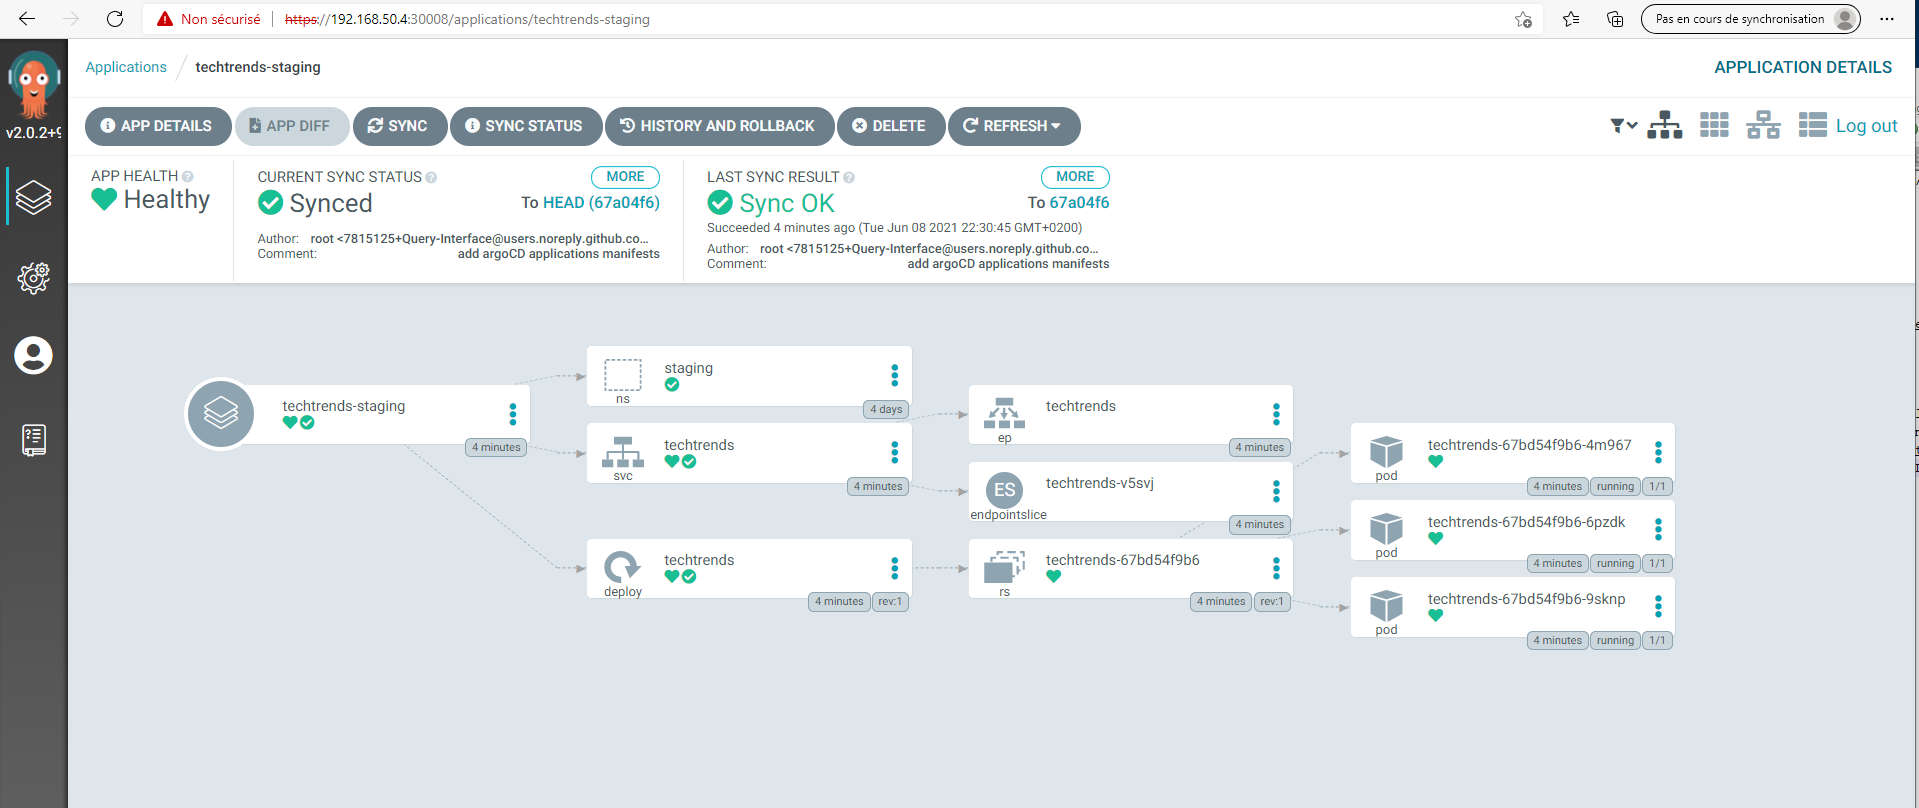 Non sécurisé https://192.168.50.4:30008/applications/techtrends-staging Pas en cours de synchronisation
v2.0.2+9
Applications / techtrends-staging APPLICATION DETAILS
APP DETAILS APP DIFF SYNC SYNC STATUS HISTORY AND ROLLBACK DELETE REFRESH Log out
APP HEALTH
Healthy
CURRENT SYNC STATUS MORE
Synced To HEAD (67a04f6)
Author: root <7815125+Query-Interface@users.noreply.github.co...
Comment: add argoCD applications manifests
LAST SYNC RESULT MORE
Sync OK To 67a04f6
Succeeded 4 minutes ago (Tue Jun 08 2021 22:30:45 GMT+0200)
Author: root <7815125+Query-Interface@users.noreply.github.co...
Comment: add argoCD applications manifests
techtrends-staging
4 minutes
staging
ns
4 days
techtrends
svc
4 minutes
techtrends
deploy
4 minutes rev:1
techtrends
ep
4 minutes
techtrends-v5svj
ES
endpointslice
4 minutes
techtrends-67bd54f9b6
rs
4 minutes rev:1
techtrends-67bd54f9b6-4m967
pod
4 minutes running 1/1
techtrends-67bd54f9b6-6pzdk
pod
4 minutes running 1/1
techtrends-67bd54f9b6-9sknp
pod
4 minutes running 1/1